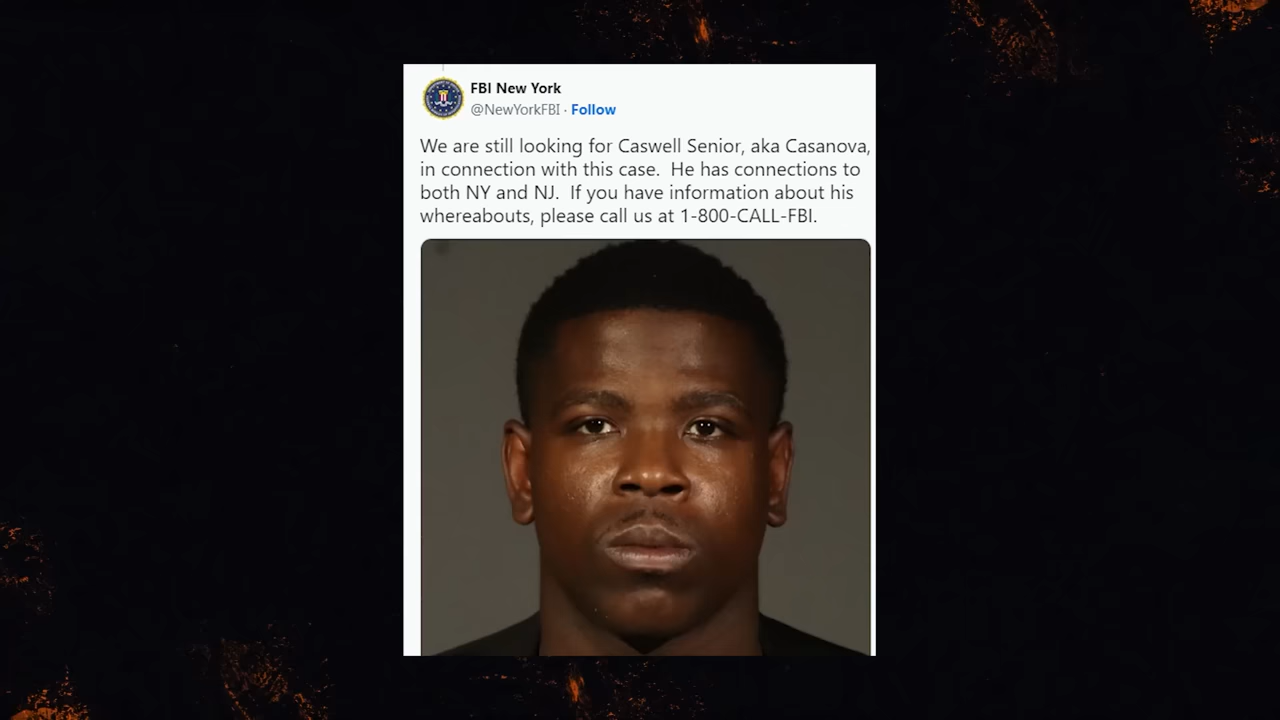 FBI New York
@NewYorkFBI · Follow
We are still looking for Caswell Senior, aka Casanova,
in connection with this case. He has connections to
both NY and NJ. If you have information about his
whereabouts, please call us at 1-800-CALL-FBI.